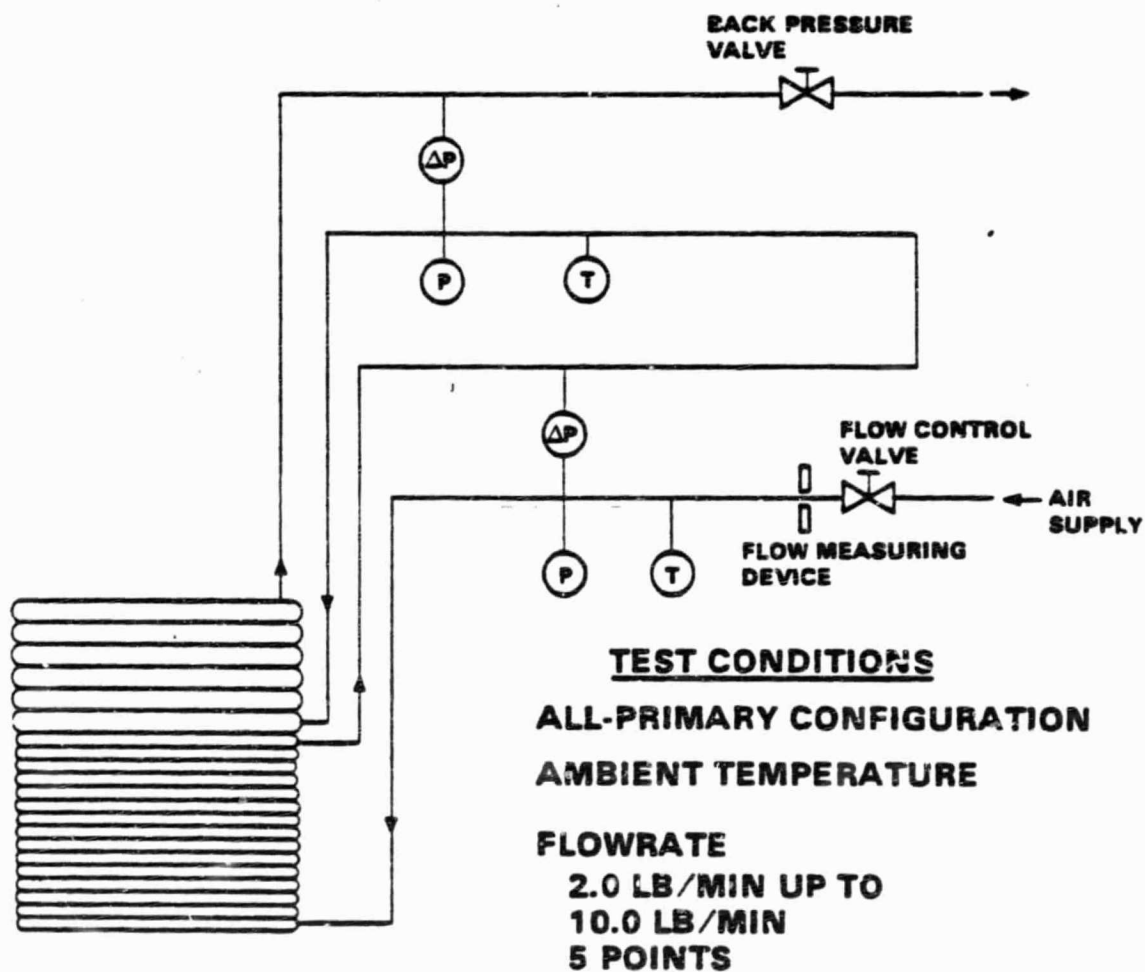 BACK PRESSURE
VALVE
ΔP
P
T
ΔP
FLOW CONTROL
VALVE
AIR
SUPPLY
FLOW MEASURING
DEVICE
P
T
TEST CONDITIONS
ALL-PRIMARY CONFIGURATION
AMBIENT TEMPERATURE
FLOWRATE
2.0 LB/MIN UP TO
10.0 LB/MIN
5 POINTS